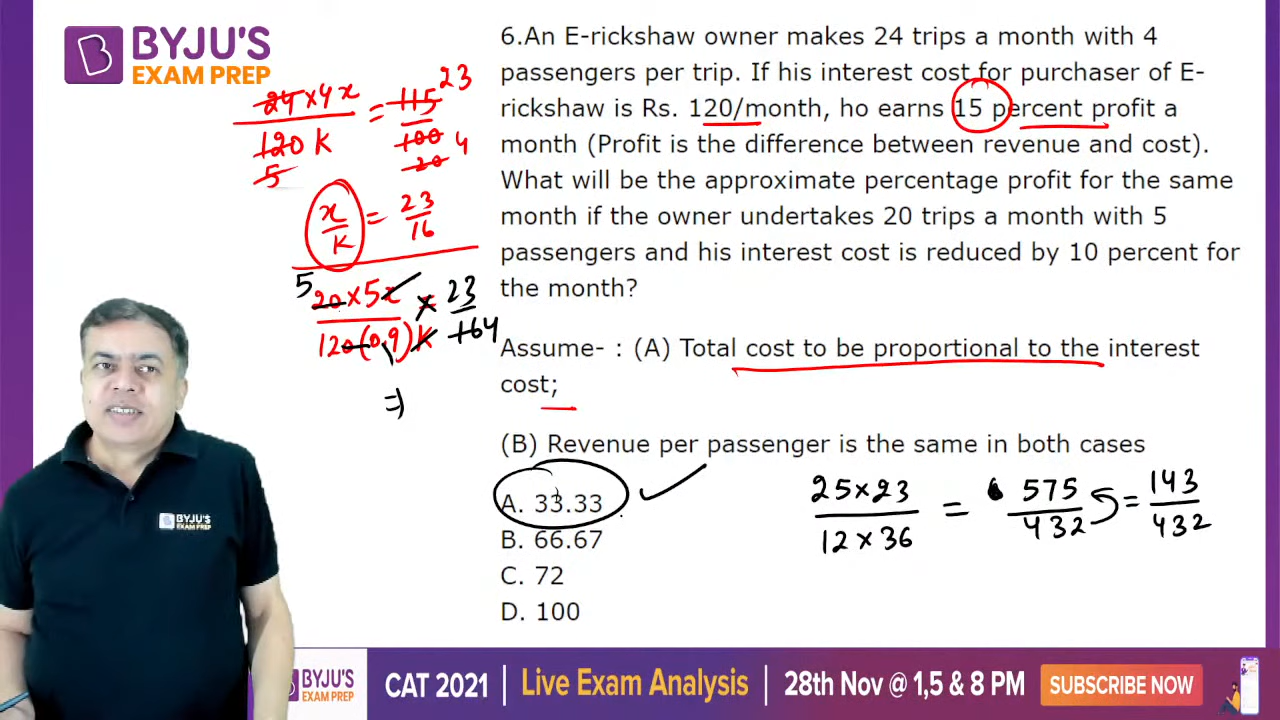 BYJU'S
EXAM PREP
6.An E-rickshaw owner makes 24 trips a month with 4
passengers per trip. If his interest cost for purchaser of E-
rickshaw is Rs. 120/month, ho earns 15 percent profit a
month (Profit is the difference between revenue and cost).
What will be the approximate percentage profit for the same
month if the owner undertakes 20 trips a month with 5
passengers and his interest cost is reduced by 10 percent for
the month?
Assume- : (A) Total cost to be proportional to the interest
cost;
(B) Revenue per passenger is the same in both cases
A. 33.33
B. 66.67
C. 72
D. 100
24×4x = 115 23
120 K 100 4
5 20
x = 23
K 16
5 20×5x × 23
120(0.9)K 164
⇒
25×23 = 575 = 143
12×36 432 432
BYJU'S
BYJU'S
EXAM PREP
CAT 2021
Live Exam Analysis
28th Nov @ 1,5 & 8 PM
SUBSCRIBE NOW